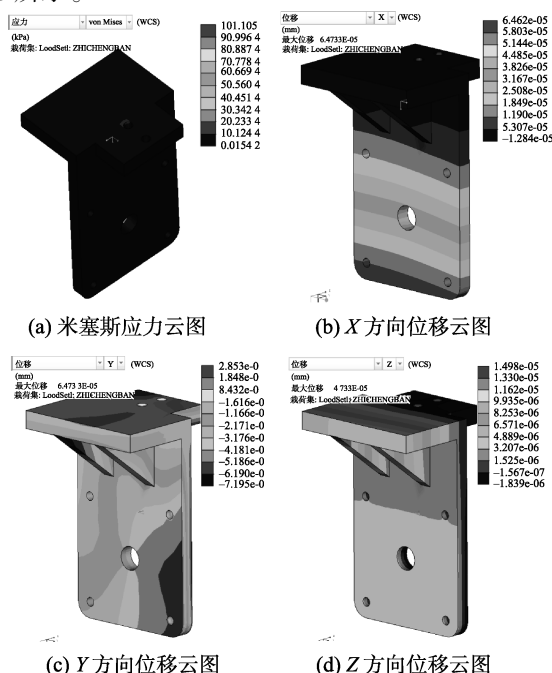 应力 von Mises (WCS)
(kPa)
载荷集: LoodSetl: ZHICHENGBAN
101.105
90.996 4
80.887 4
70.778 4
60.669 4
50.560 4
40.451 4
30.342 4
20.233 4
10.124 4
0.0154 2
(a) 米塞斯应力云图
位移 X (WCS)
(mm)
最大位移 6.4733E-05
载荷集: LoodSetl: ZHICHENGBAN
6.462e-05
5.803e-05
5.144e-05
4.485e-05
3.826e-05
3.167e-05
2.508e-05
1.849e-05
1.190e-05
5.307e-05
−1.284e-05
(b) X 方向位移云图
位移 Y (WCS)
(mm)
最大位移 6.473 3E-05
载荷集: LoodSetl: ZHICHENGBAN
2.853e-0
1.848e-0
8.432e-0
−1.616e-0
−1.166e-0
−2.171e-0
−3.176e-0
−4.181e-0
−5.186e-0
−6.190e-0
−7.195e-0
(c) Y 方向位移云图
位移 Z (WCS)
(mm)
最大位移 4 733E-05
载荷集: LoodSetl: ZHICHENGBAN
1.498e-05
1.330e-05
1.162e-05
9.935e-06
8.253e-06
6.571e-06
4.889e-06
3.207e-06
1.525e-06
−1.567e-07
−1.839e-06
(d) Z 方向位移云图